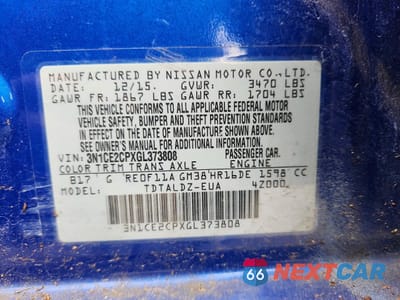 MANUFACTURED BY NISSAN MOTOR CO.,LTD.
DATE: 12/15. GVWR: 3470 LBS
GAWR FR: 1867 LBS GAWR RR: 1704 LBS
THIS VEHICLE CONFORMS TO ALL APPLICABLE FEDERAL MOTOR
VEHICLE SAFETY, BUMPER AND THEFT PREVENTION STANDARDS
IN EFFECT ON THE DATE OF MANUFACTURE SHOWN ABOVE.
SEE OWNER'S MANUAL FOR ADDITIONAL INFORMATION.
VIN: 3N1CE2CPXGL373808 PASSENGER CAR.
COLOR TRIM TRANS AXLE ENGINE
B17 G RE0F11A GM38 HR16DE 1598 CC
MODEL: TDTALDZ-EUA 4Z000
3N1CE2CPXGL373808
66 NEXTCAR